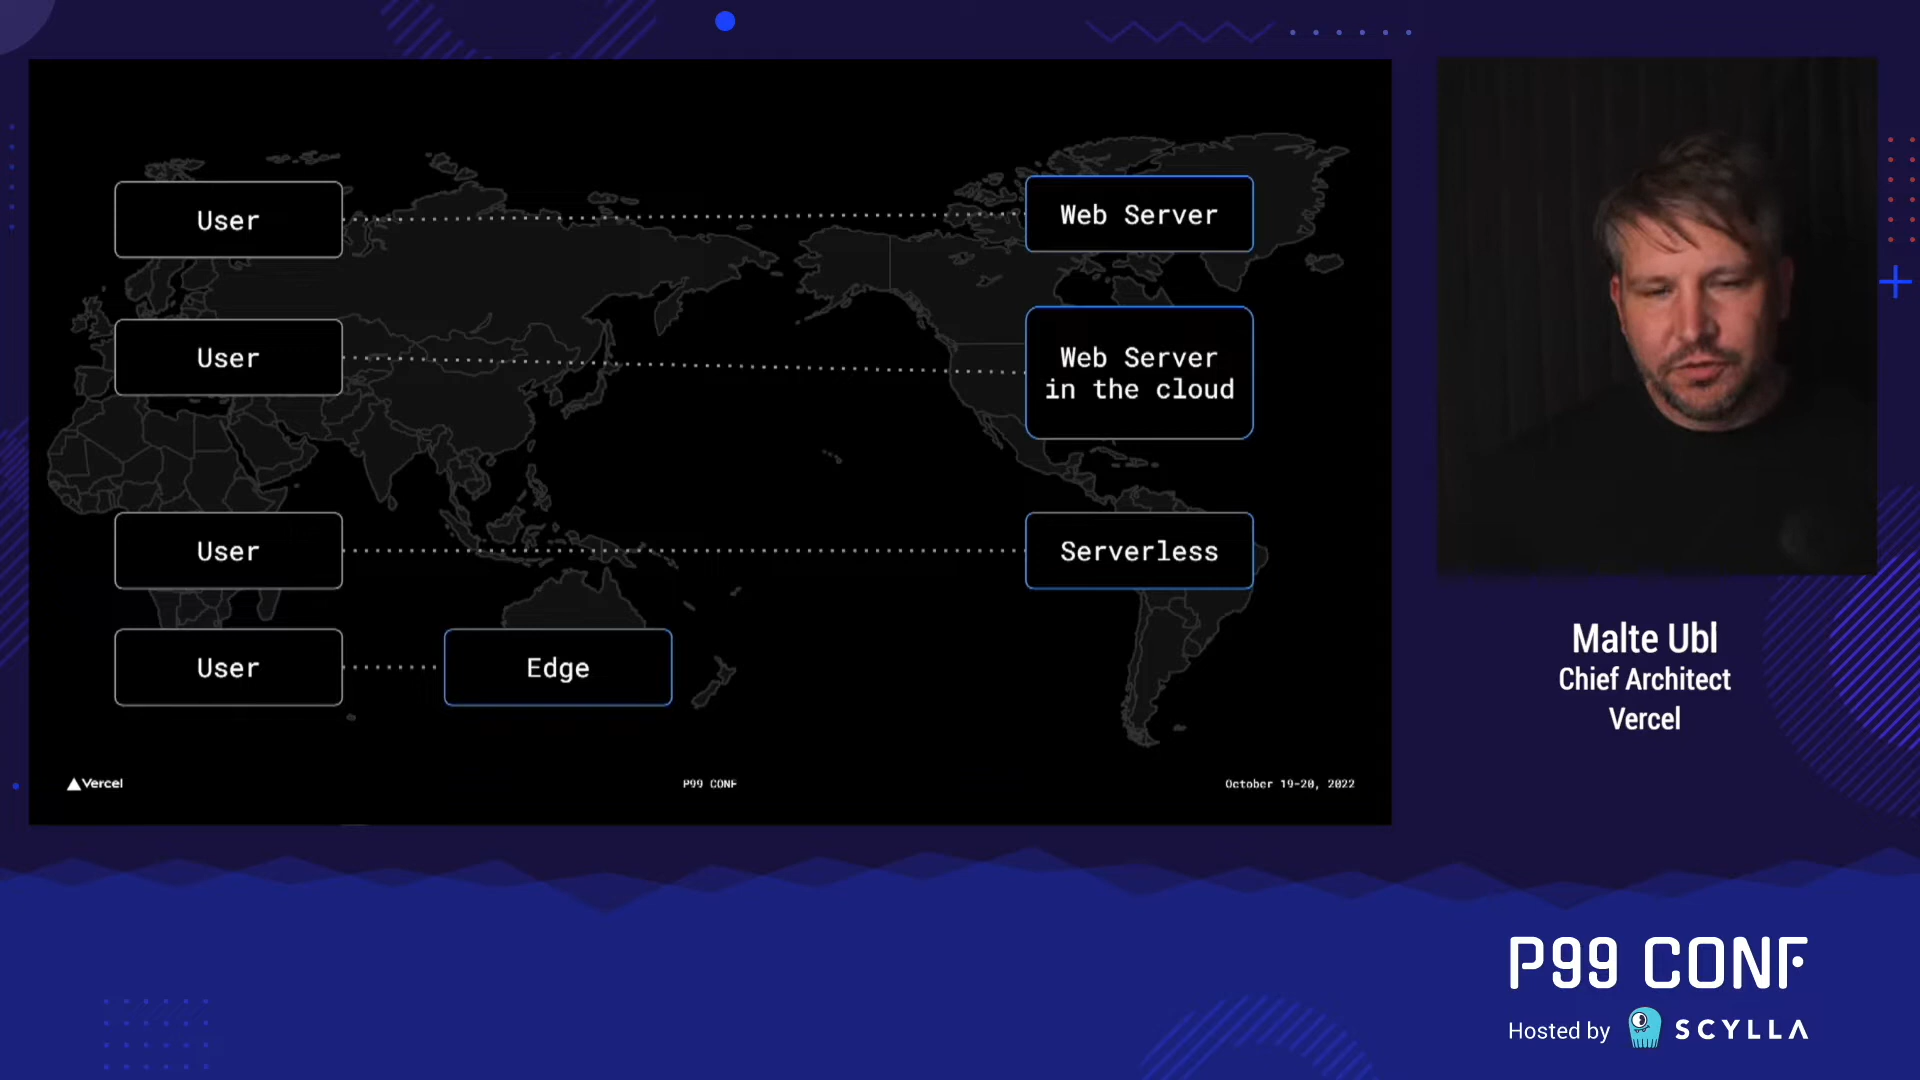 User
Web Server
User
Web Server
in the cloud
User
Serverless
User
Edge
Vercel
P99 CONF
October 19-20, 2022
Malte Ubl
Chief Architect
Vercel
P99 CONF
Hosted by SCYLLA